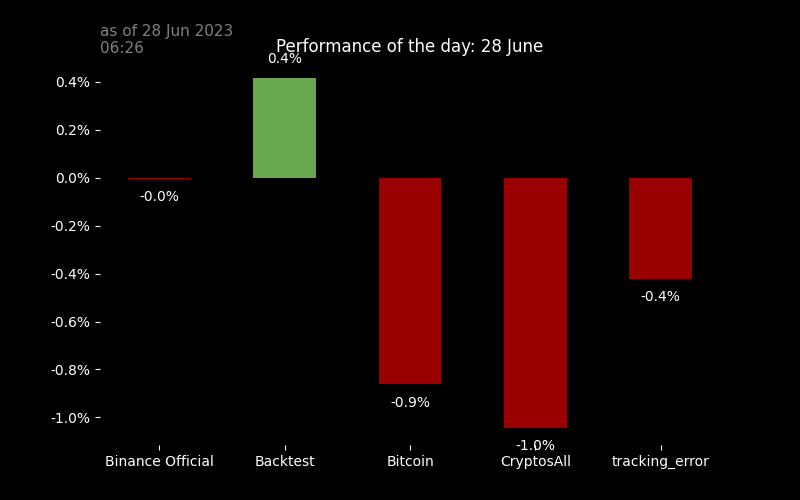 as of 28 Jun 2023
06:26
Performance of the day: 28 June
0.4%
0.4%
0.2%
0.0%
-0.0%
-0.2%
-0.4%
-0.4%
-0.6%
-0.8%
-0.9%
-1.0%
-1.0%
Binance Official
Backtest
Bitcoin
CryptosAll
tracking_error